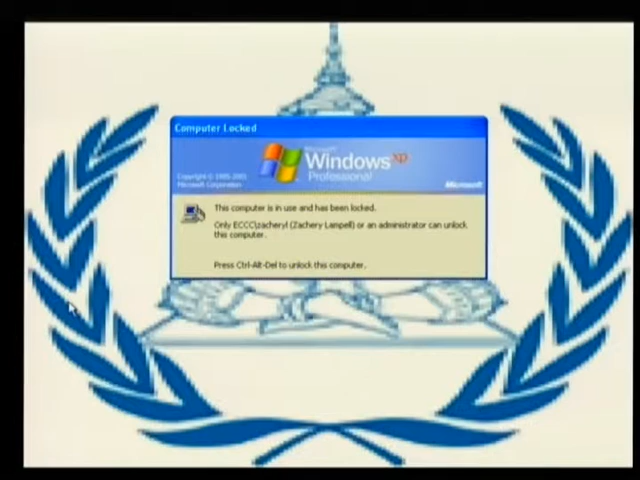 Computer Locked
Microsoft
Windows xp
Professional
Copyright © 1985-2001
Microsoft Corporation
Microsoft
This computer is in use and has been locked.
Only ECCC\zacheryl (Zachery Lampell) or an administrator can unlock
this computer.
Press Ctrl-Alt-Del to unlock this computer.